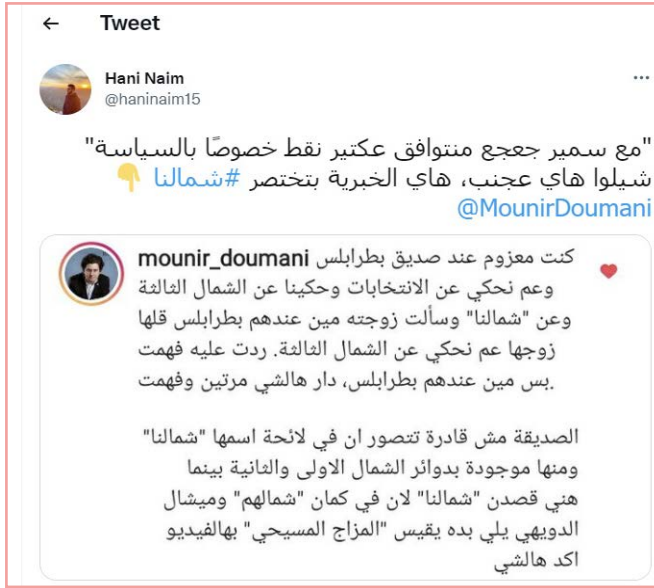 Tweet
Hani Naim
@haninaim15
"مع سمير جعجع منتوافق عكتير نقط خصوصًا بالسياسة"
شيلوا هاي عجنب، هاي الخبرية بتختصر #شمالنا 👇
@MounirDoumani
mounir_doumani كنت معزوم عند صديق بطرابلس
وعم نحكي عن الانتخابات وحكينا عن الشمال الثالثة
وعن "شمالنا" وسألت زوجته مين عندهم بطرابلس قلها
زوجها عم نحكي عن الشمال الثالثة. ردت عليه فهمت
بس مين عندهم بطرابلس، دار هالشي مرتين وفهمت.
الصديقة مش قادرة تتصور ان في لائحة اسمها "شمالنا"
ومنها موجودة بدوائر الشمال الاولى والثانية بينما
هني قصدن "شمالنا" لان في كمان "شمالهم" وميشال
الدويهي يلي بده يقيس "المزاج المسيحي" بهالفيديو
اكد هالشي